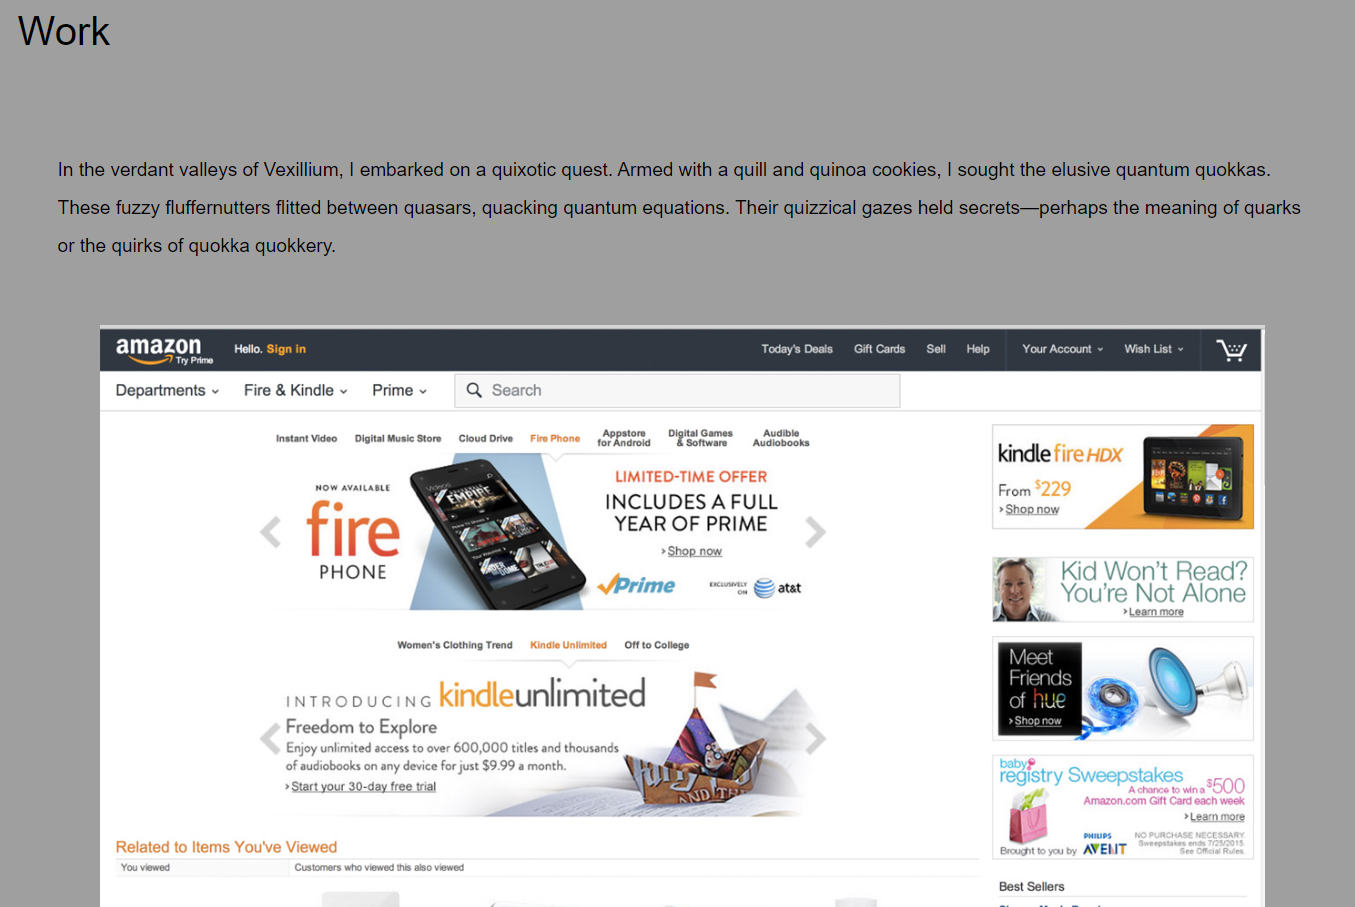 Work
In the verdant valleys of Vexillium, I embarked on a quixotic quest. Armed with a quill and quinoa cookies, I sought the elusive quantum quokkas.
These fuzzy fluffernutters flitted between quasars, quacking quantum equations. Their quizzical gazes held secrets—perhaps the meaning of quarks
or the quirks of quokka quokkery.
amazon
Try Prime
Hello. Sign in
Today's Deals Gift Cards Sell Help Your Account Wish List
Departments Fire & Kindle Prime Search
Instant Video Digital Music Store Cloud Drive Fire Phone Appstore for Android Digital Games & Software Audible Audiobooks
NOW AVAILABLE
fire
PHONE
EMPIRE
LIMITED-TIME OFFER
INCLUDES A FULL
YEAR OF PRIME
Shop now
Prime
EXCLUSIVELY ON at&t
Women's Clothing Trend Kindle Unlimited Off to College
INTRODUCING kindleunlimited
Freedom to Explore
Enjoy unlimited access to over 600,000 titles and thousands
of audiobooks on any device for just $9.99 a month.
Start your 30-day free trial
AND TH
Related to Items You've Viewed
You viewed Customers who viewed this also viewed
kindle fire HDX
From $229
Shop now
Kid Won't Read?
You're Not Alone
Learn more
Meet
Friends
of hue
Shop now
baby
registry Sweepstakes
A chance to win a $500
Amazon.com Gift Card each week
Learn more
Brought to you by PHILIPS AVENT
NO PURCHASE NECESSARY.
Sweepstakes ends 7/25/2015.
See Official Rules.
Best Sellers